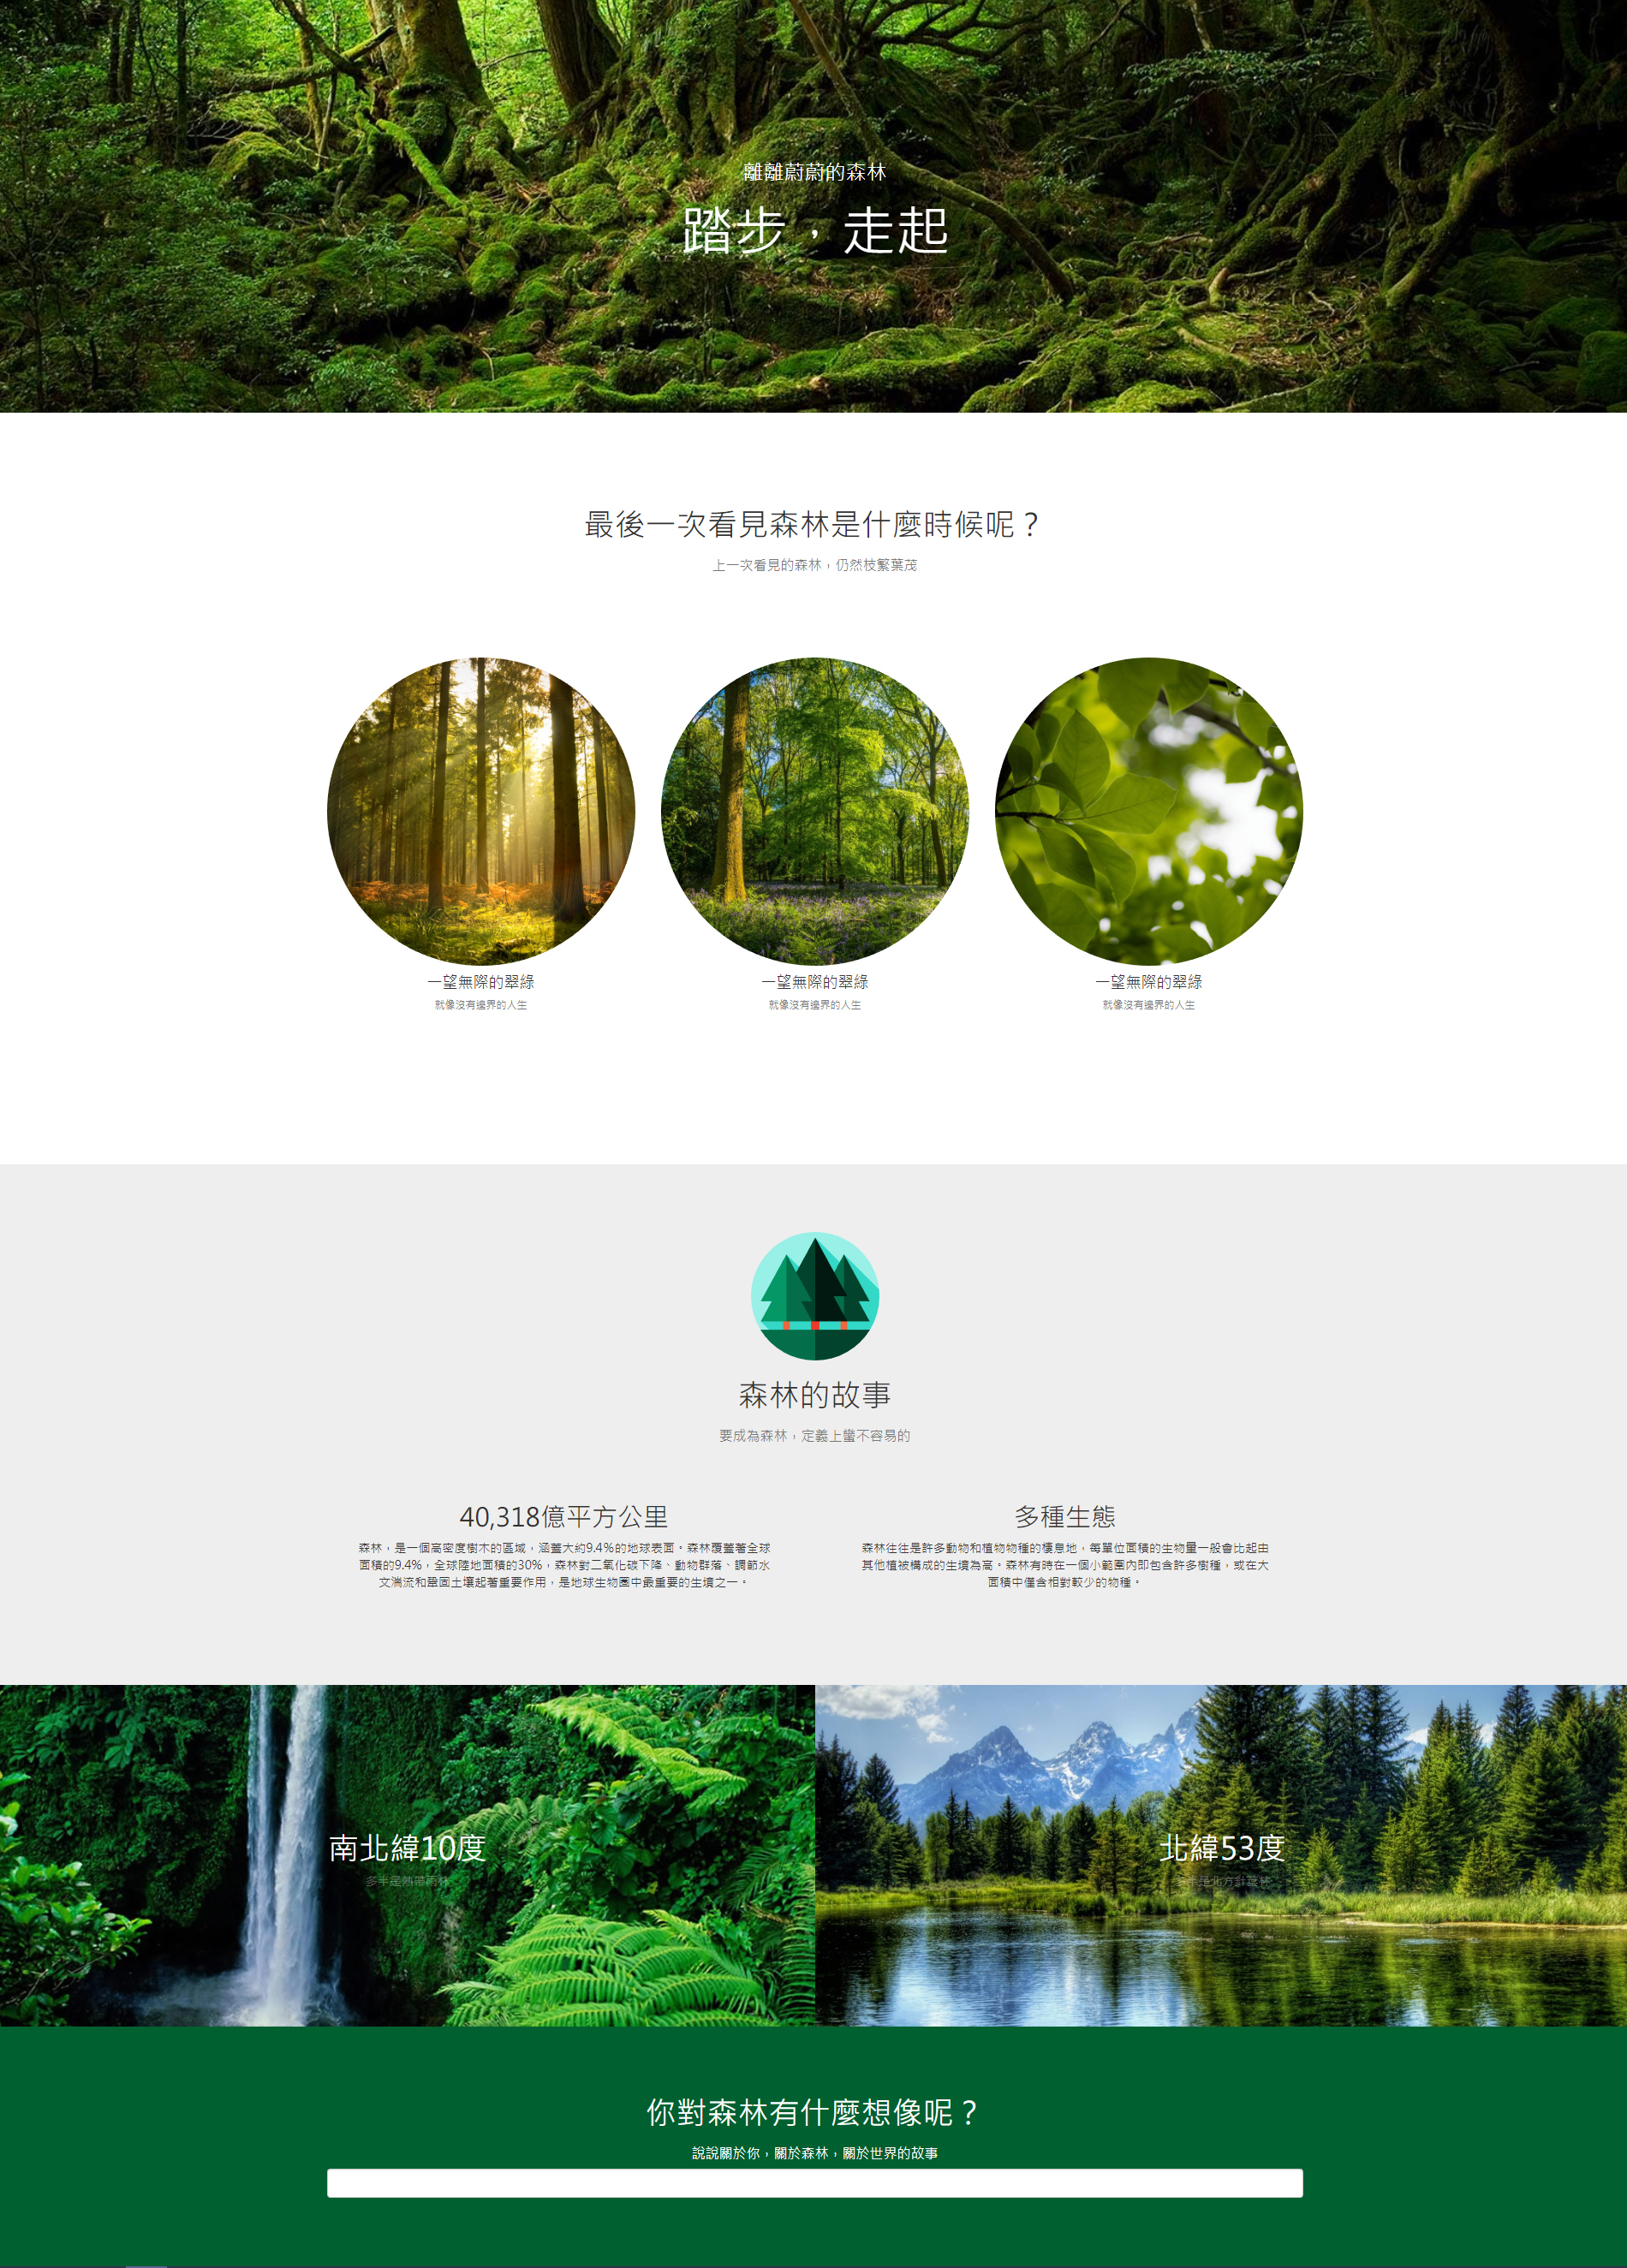 離離蔚蔚的森林
踏步，走起
最後一次看見森林是什麼時候呢？
上一次看見的森林，仍然枝繁葉茂
一望無際的翠綠
就像沒有邊界的人生
一望無際的翠綠
就像沒有邊界的人生
一望無際的翠綠
就像沒有邊界的人生
森林的故事
要成為森林，定義上蠻不容易的
40,318億平方公里
森林，是一個高密度樹木的區域，涵蓋大約9.4％的地球表面。森林覆蓋著全球
面積的9.4%，全球陸地面積的30%，森林對二氧化碳下降、動物群落、調節水
文湍流和鞏固土壤起著重要作用，是地球生物圈中最重要的生境之一。
多種生態
森林往往是許多動物和植物物種的棲息地，每單位面積的生物量一般會比起由
其他植被構成的生境為高。森林有時在一個小範圍內即包含許多樹種，或在大
面積中僅含相對較少的物種。
南北緯10度
多半是熱帶雨林
北緯53度
多半是北方針葉林
你對森林有什麼想像呢？
說說關於你，關於森林，關於世界的故事